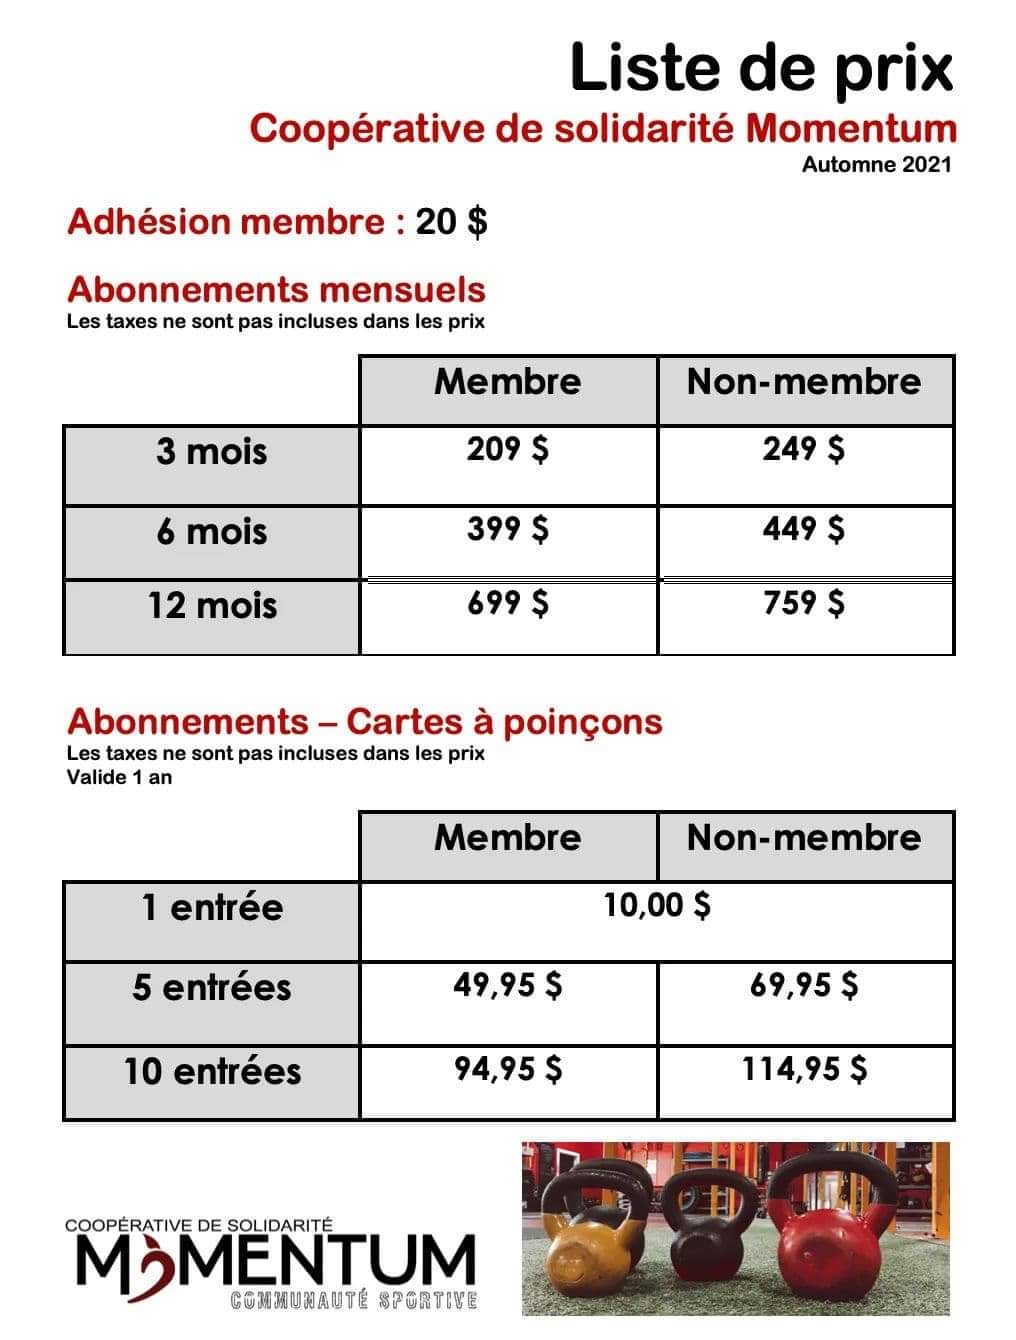 Liste de prix
Coopérative de solidarité Momentum
Automne 2021
Adhésion membre : 20 $
Abonnements mensuels
Les taxes ne sont pas incluses dans les prix
Membre Non-membre
3 mois 209 $ 249 $
6 mois 399 $ 449 $
12 mois 699 $ 759 $
Abonnements – Cartes à poinçons
Les taxes ne sont pas incluses dans les prix
Valide 1 an
Membre Non-membre
1 entrée 10,00 $
5 entrées 49,95 $ 69,95 $
10 entrées 94,95 $ 114,95 $
COOPÉRATIVE DE SOLIDARITÉ
MOMENTUM
COMMUNAUTÉ SPORTIVE